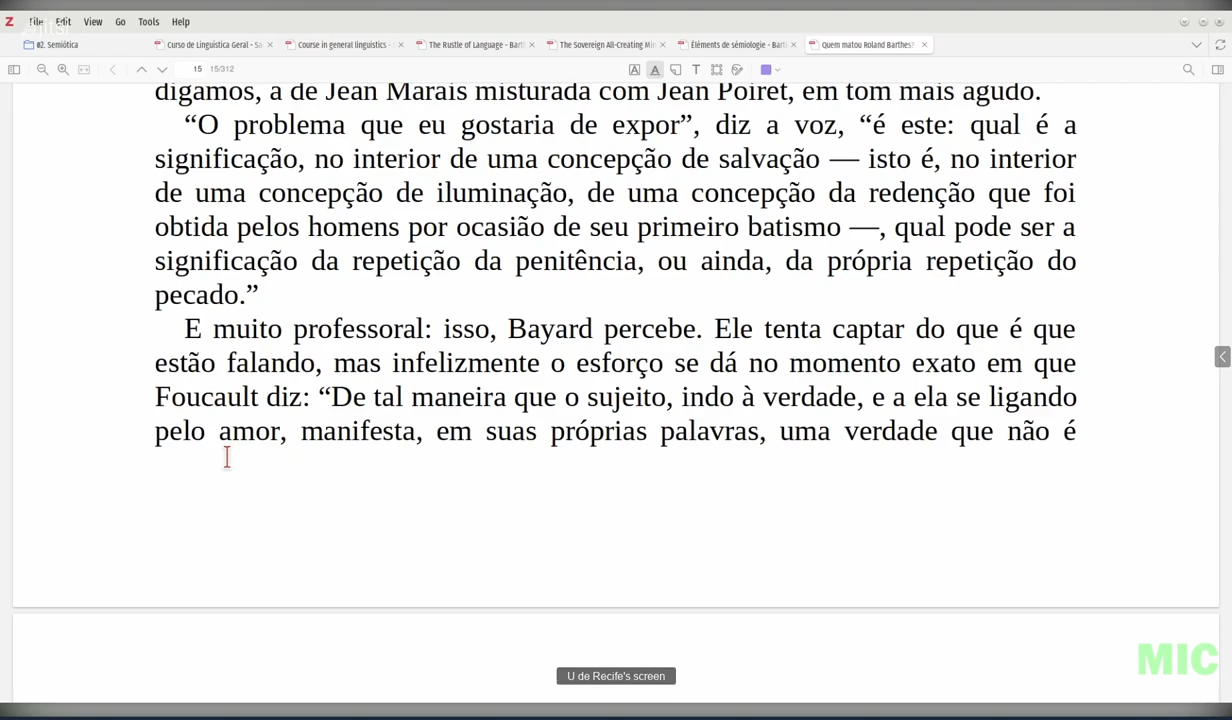 File Edit View Go Tools Help
02. Semiótica
Curso de Linguística Geral - Sa
Course in general linguistics -
The Rustle of Language - Bart
The Sovereign All-Creating Min
Éléments de sémiologie - Bart
Quem matou Roland Barthes?
15 15/312
digamos, a de Jean Marais misturada com Jean Poiret, em tom mais agudo.
“O problema que eu gostaria de expor”, diz a voz, “é este: qual é a
significação, no interior de uma concepção de salvação — isto é, no interior
de uma concepção de iluminação, de uma concepção da redenção que foi
obtida pelos homens por ocasião de seu primeiro batismo —, qual pode ser a
significação da repetição da penitência, ou ainda, da própria repetição do
pecado.”
E muito professoral: isso, Bayard percebe. Ele tenta captar do que é que
estão falando, mas infelizmente o esforço se dá no momento exato em que
Foucault diz: “De tal maneira que o sujeito, indo à verdade, e a ela se ligando
pelo amor, manifesta, em suas próprias palavras, uma verdade que não é
U de Recife's screen
MIC